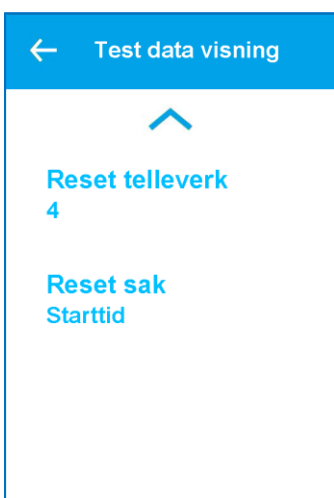 Test data visning
Reset telleverk
4
Reset sak
Starttid